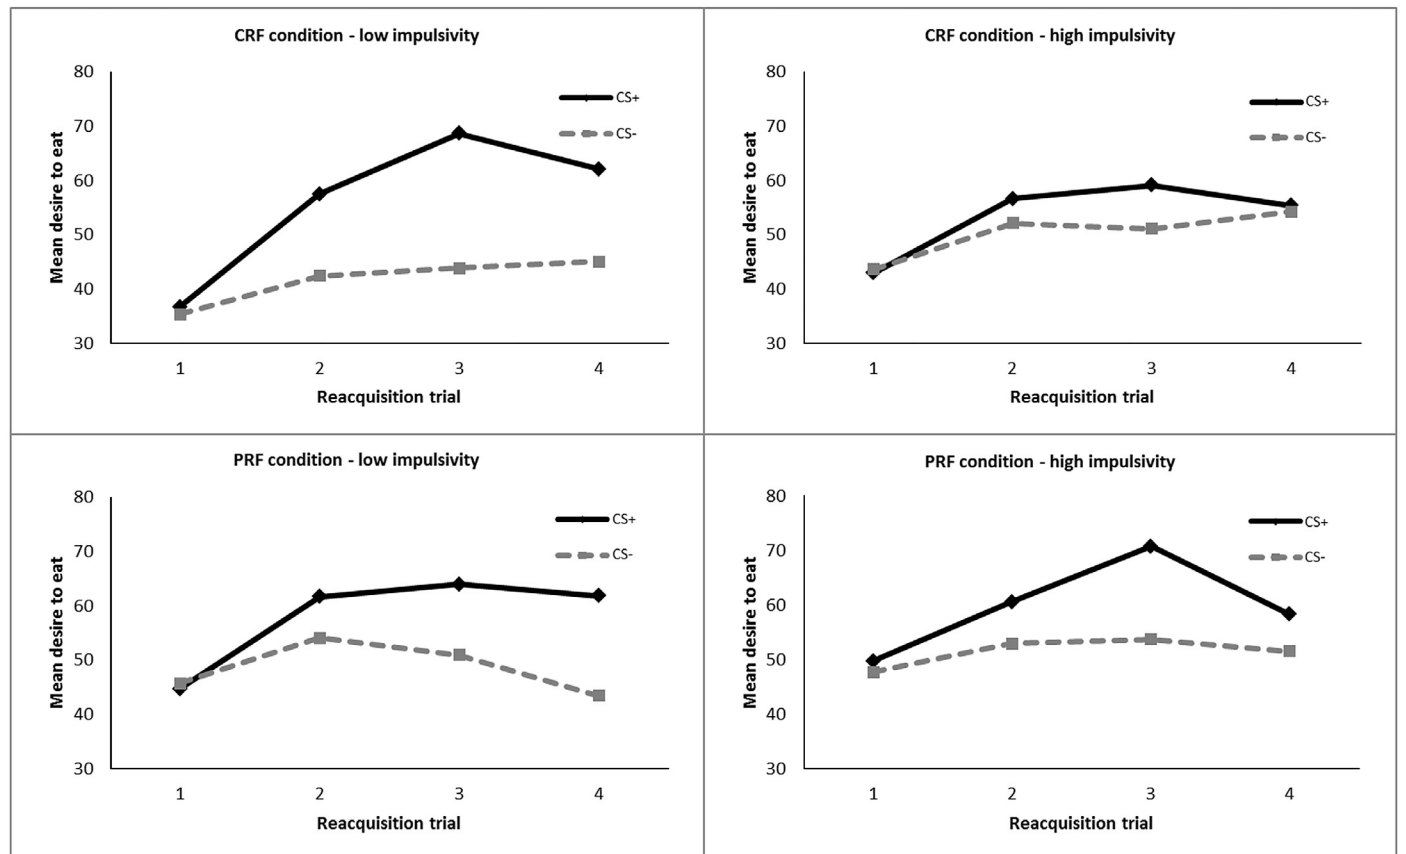 CRF condition - low impulsivity
80
70
60
50
40
30
Mean desire to eat
CS+
CS-
1 2 3 4
Reacquisition trial
CRF condition - high impulsivity
80
70
60
50
40
30
Mean desire to eat
CS+
CS-
1 2 3 4
Reacquisition trial
PRF condition - low impulsivity
80
70
60
50
40
30
Mean desire to eat
CS+
CS-
1 2 3 4
Reacquisition trial
PRF condition - high impulsivity
80
70
60
50
40
30
Mean desire to eat
CS+
CS-
1 2 3 4
Reacquisition trial